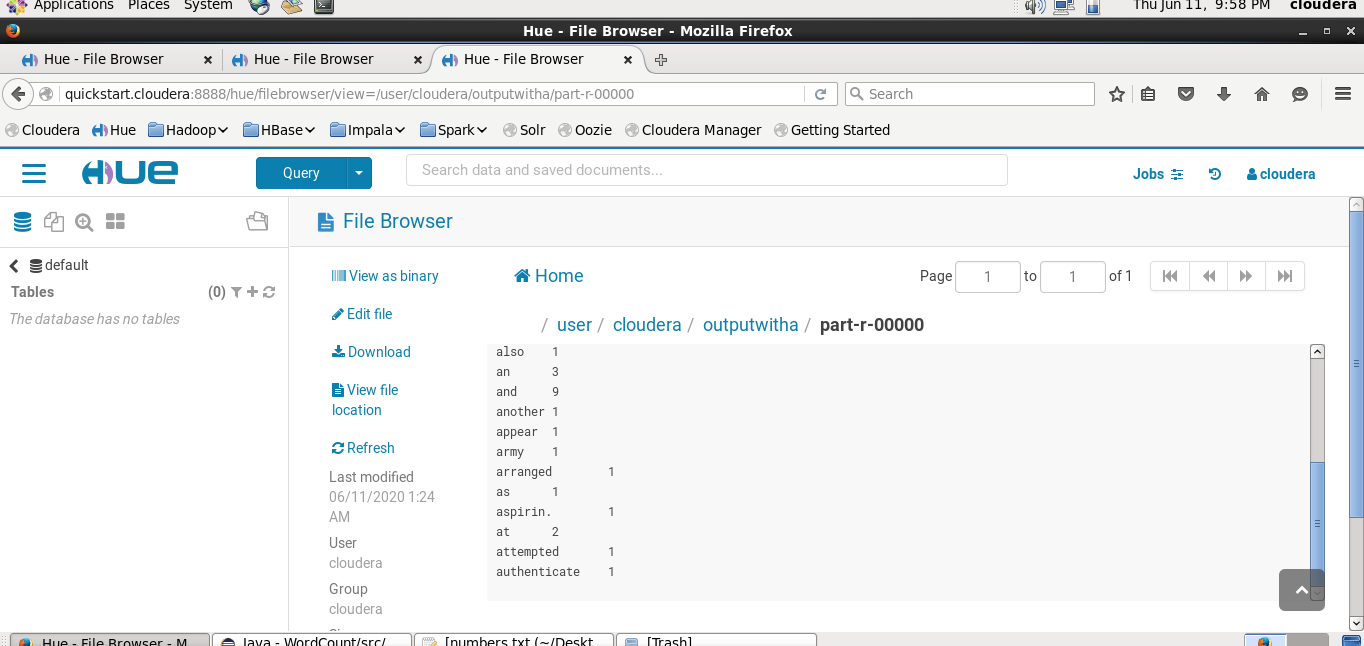 Applications Places System Thu Jun 11, 9:58 PM cloudera
Hue - File Browser - Mozilla Firefox
Hue - File Browser Hue - File Browser Hue - File Browser
quickstart.cloudera:8888/hue/filebrowser/view=/user/cloudera/outputwitha/part-r-00000 Search
Cloudera Hue Hadoop HBase Impala Spark Solr Oozie Cloudera Manager Getting Started
HUE Query Search data and saved documents... Jobs cloudera
File Browser
default
Tables (0)
The database has no tables
View as binary
Edit file
Download
View file
location
Refresh
Last modified
06/11/2020 1:24
AM
User
cloudera
Group
cloudera
Home Page 1 to 1 of 1
/ user / cloudera / outputwitha / part-r-00000
also 1
an 3
and 9
another 1
appear 1
army 1
arranged 1
as 1
aspirin. 1
at 2
attempted 1
authenticate 1
Hue - File Browser - M... Java - WordCount/src/... [numbers.txt (~/Deskt... [Trash]